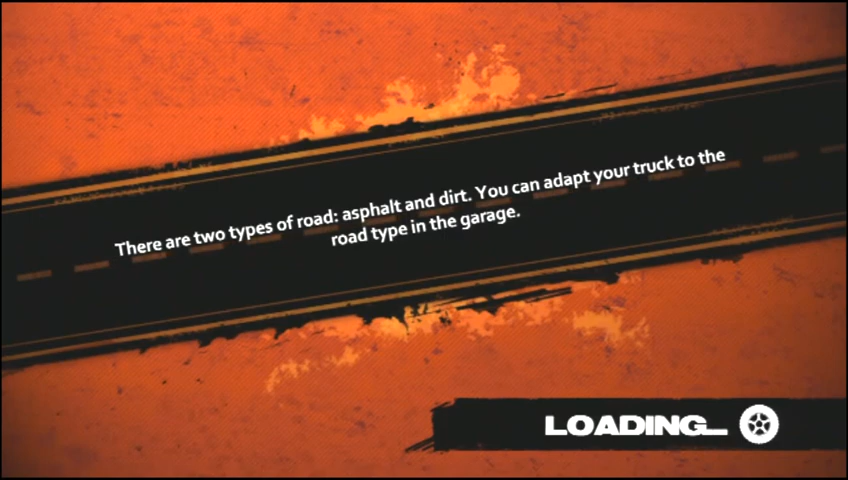 There are two types of road: asphalt and dirt. You can adapt your truck to the
road type in the garage.
LOADING...